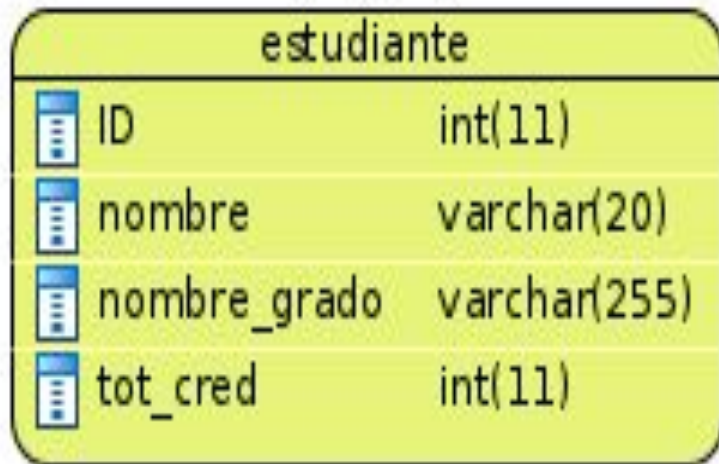 estudiante
ID int(11)
nombre varchar(20)
nombre_grado varchar(255)
tot_cred int(11)